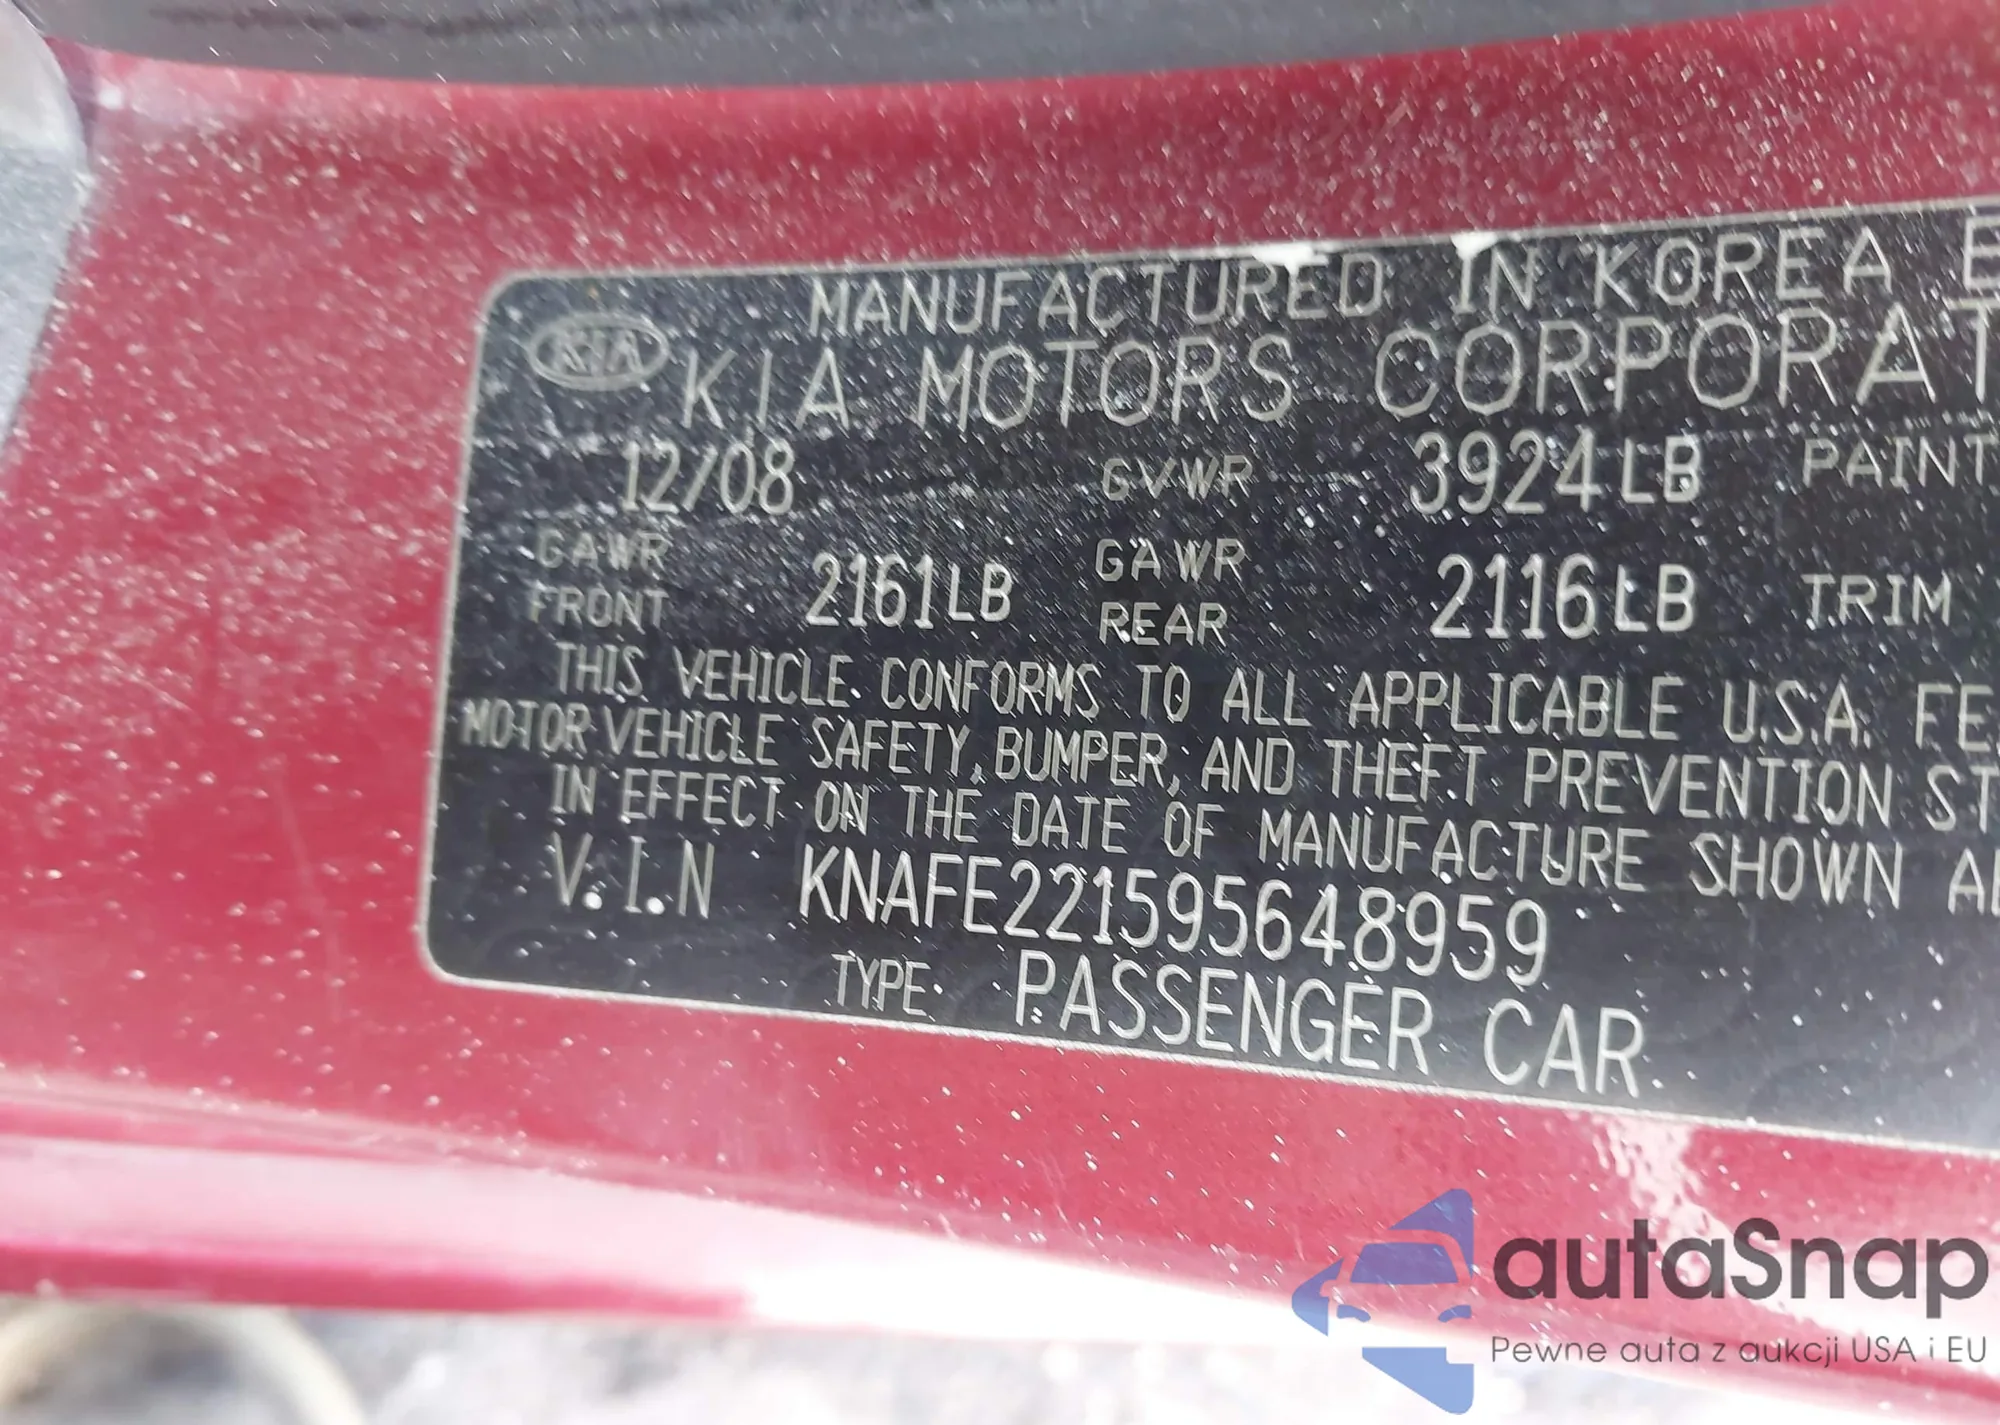 MANUFACTURED IN KOREA
KIA KIA MOTORS CORPORAT
12/08 GVWR 3924LB PAINT
GAWR FRONT 2161LB GAWR REAR 2116LB TRIM
THIS VEHICLE CONFORMS TO ALL APPLICABLE U.S.A. FE
MOTOR VEHICLE SAFETY, BUMPER, AND THEFT PREVENTION ST
IN EFFECT ON THE DATE OF MANUFACTURE SHOWN A
V.I.N KNAFE221595648959
TYPE: PASSENGER CAR
autaSnap
Pewne auta z aukcji USA i EU